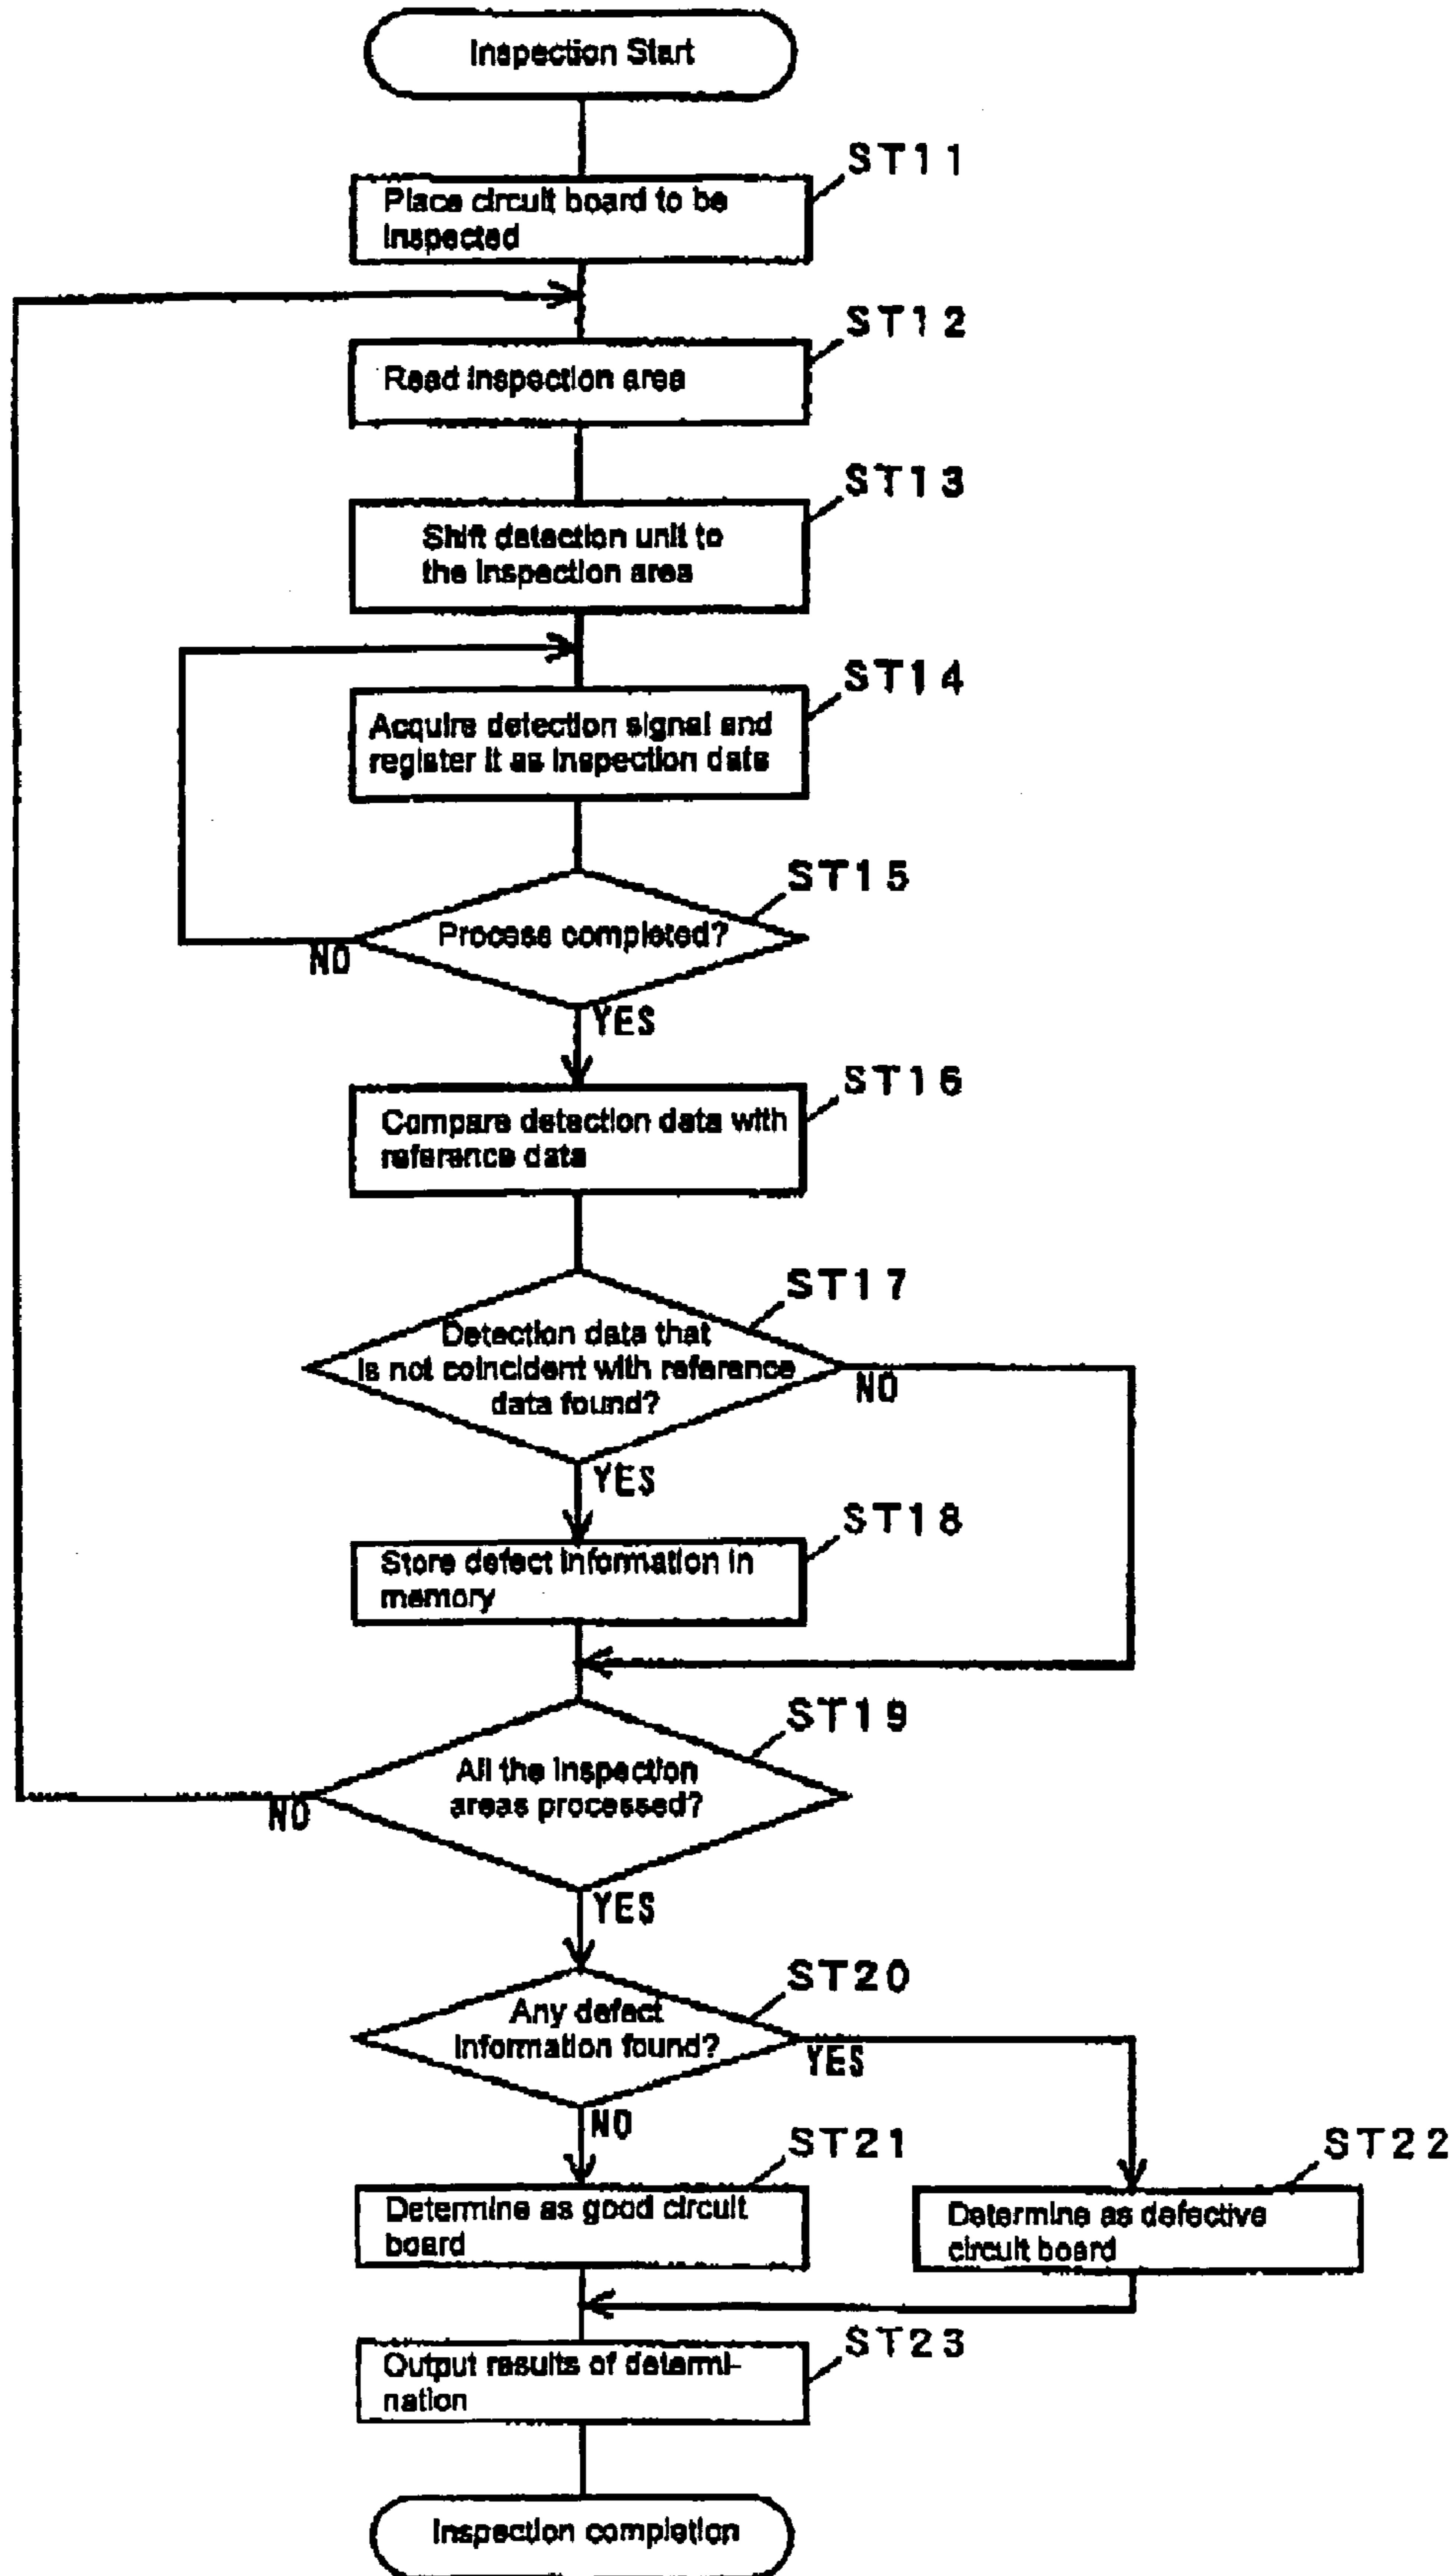 Inspection Start
ST11
Place circuit board to be
inspected
ST12
Read inspection area
ST13
Shift detection unit to
the inspection area
ST14
Acquire detection signal and
register it as inspection data
ST15
Process completed?
NO
YES
ST16
Compare detection data with
reference data
ST17
Detection data that
is not coincident with reference
data found?
NO
YES
ST18
Store defect information in
memory
ST19
All the inspection
areas processed?
NO
YES
ST20
Any defect
information found?
YES
NO
ST21
ST22
Determine as good circuit
board
Determine as defective
circuit board
ST23
Output results of determi-
nation
Inspection completion